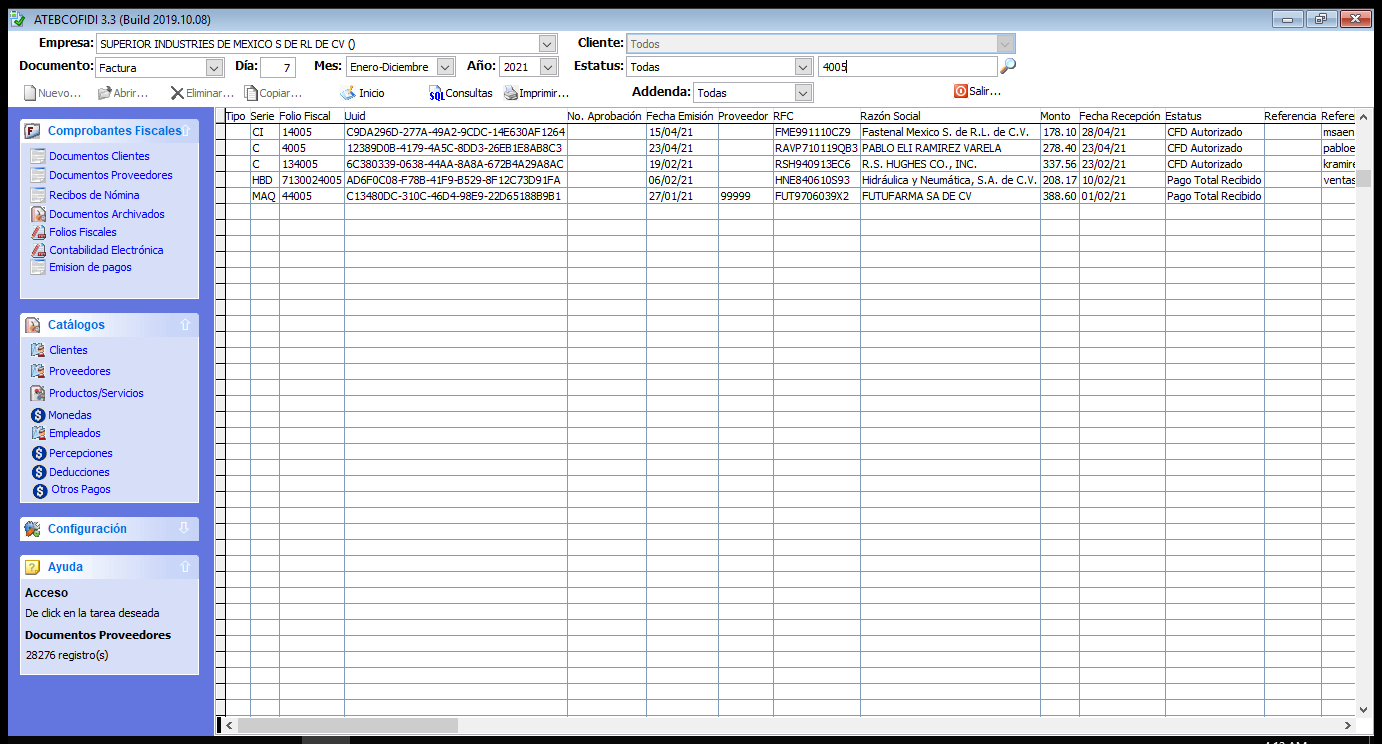 ATEBCOFIDI 3.3 (Build 2019.10.08)
Empresa: SUPERIOR INDUSTRIES DE MEXICO S DE RL DE CV () Cliente: Todos
Documento: Factura Día: 7 Mes: Enero-Diciembre Año: 2021 Estatus: Todas 4005
Nuevo... Abrir... Eliminar... Copiar... Inicio SQL Consultas Imprimir... Addenda: Todas Salir...
Comprobantes Fiscales
Documentos Clientes
Documentos Proveedores
Recibos de Nómina
Documentos Archivados
Folios Fiscales
Contabilidad Electrónica
Emision de pagos
Catálogos
Clientes
Proveedores
Productos/Servicios
Monedas
Empleados
Percepciones
Deducciones
Otros Pagos
Configuración
Ayuda
Acceso
De click en la tarea deseada
Documentos Proveedores
28276 registro(s)
Tipo Serie Folio Fiscal Uuid No. Aprobación Fecha Emisión Proveedor RFC Razón Social Monto Fecha Recepción Estatus Referencia Refere
CI 14005 C9DA296D-277A-49A2-9CDC-14E630AF1264 15/04/21 FME991110CZ9 Fastenal Mexico S. de R.L. de C.V. 178.10 28/04/21 CFD Autorizado msaen
C 4005 12389D0B-4179-4A5C-8DD3-26EB1E8AB8C3 23/04/21 RAVP710119QB3 PABLO ELI RAMIREZ VARELA 278.40 23/04/21 CFD Autorizado pabloe
C 134005 6C380339-0638-44AA-8A8A-672B4A29A8AC 19/02/21 RSH940913EC6 R.S. HUGHES CO., INC. 337.56 23/02/21 CFD Autorizado kramire
HBD 7130024005 AD6F0C08-F78B-41F9-B529-8F12C73D91FA 06/02/21 HNE840610S93 Hidráulica y Neumática, S.A. de C.V. 208.17 10/02/21 Pago Total Recibido ventas
MAQ 44005 C13480DC-310C-46D4-98E9-22D65188B9B1 27/01/21 99999 FUT9706039X2 FUTUFARMA SA DE CV 388.60 01/02/21 Pago Total Recibido